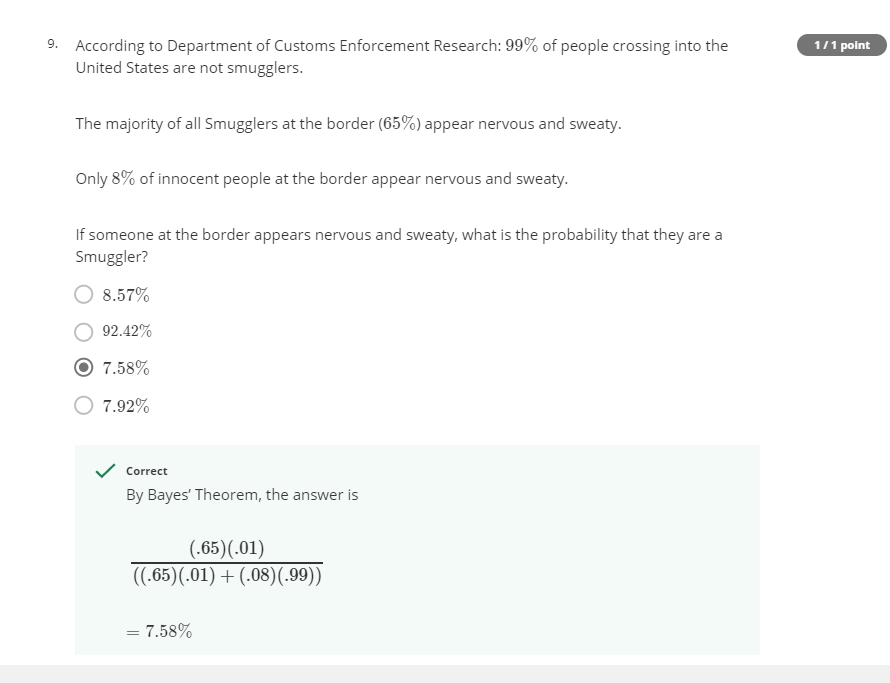 9. According to Department of Customs Enforcement Research: 99% of people crossing into the
1 / 1 point
United States are not smugglers.
The majority of all Smugglers at the border (65%) appear nervous and sweaty.
Only 8% of innocent people at the border appear nervous and sweaty.
If someone at the border appears nervous and sweaty, what is the probability that they are a
Smuggler?
8.57%
92.42%
7.58%
7.92%
Correct
By Bayes' Theorem, the answer is
(.65)(.01)
((.65)(.01) + (.08)(.99))
= 7.58%